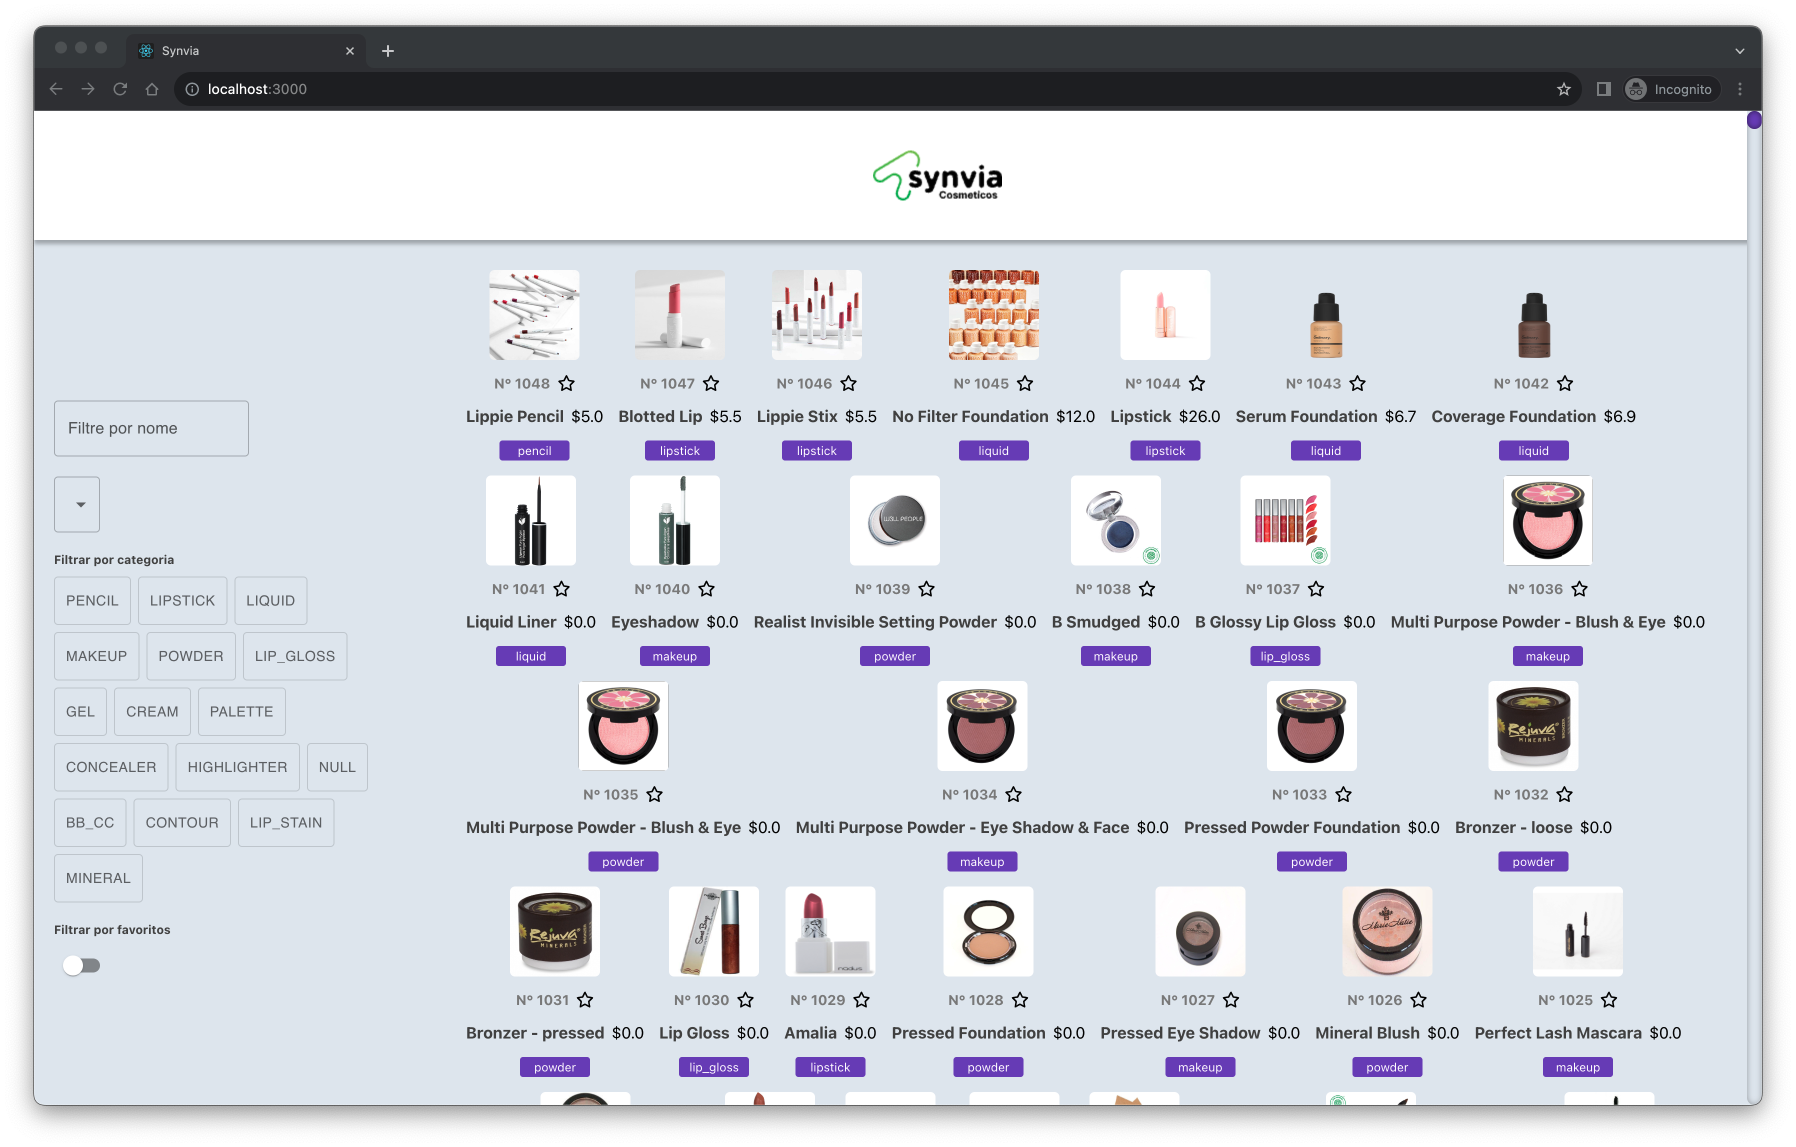 Synvia
localhost:3000
Incognito
synvia
Cosmeticos
Nº 1048 Nº 1047 Nº 1046 Nº 1045 Nº 1044 Nº 1043 Nº 1042
Lippie Pencil $5.0 Blotted Lip $5.5 Lippie Stix $5.5 No Filter Foundation $12.0 Lipstick $26.0 Serum Foundation $6.7 Coverage Foundation $6.9
pencil lipstick lipstick liquid lipstick liquid liquid
Filtre por nome
Filtrar por categoria
PENCIL LIPSTICK LIQUID
MAKEUP POWDER LIP_GLOSS
GEL CREAM PALETTE
CONCEALER HIGHLIGHTER NULL
BB_CC CONTOUR LIP_STAIN
MINERAL
Filtrar por favoritos
W3LL PEOPLE
Nº 1041 Nº 1040 Nº 1039 Nº 1038 Nº 1037 Nº 1036
Liquid Liner $0.0 Eyeshadow $0.0 Realist Invisible Setting Powder $0.0 B Smudged $0.0 B Glossy Lip Gloss $0.0 Multi Purpose Powder - Blush & Eye $0.0
liquid makeup powder makeup lip_gloss makeup
Rejuva
MINERALS
Nº 1035 Nº 1034 Nº 1033 Nº 1032
Multi Purpose Powder - Blush & Eye $0.0 Multi Purpose Powder - Eye Shadow & Face $0.0 Pressed Powder Foundation $0.0 Bronzer - loose $0.0
powder makeup powder powder
Rejuva
MINERALS
nodus
Nº 1031 Nº 1030 Nº 1029 Nº 1028 Nº 1027 Nº 1026 Nº 1025
Bronzer - pressed $0.0 Lip Gloss $0.0 Amalia $0.0 Pressed Foundation $0.0 Pressed Eye Shadow $0.0 Mineral Blush $0.0 Perfect Lash Mascara $0.0
powder lip_gloss lipstick powder makeup powder makeup